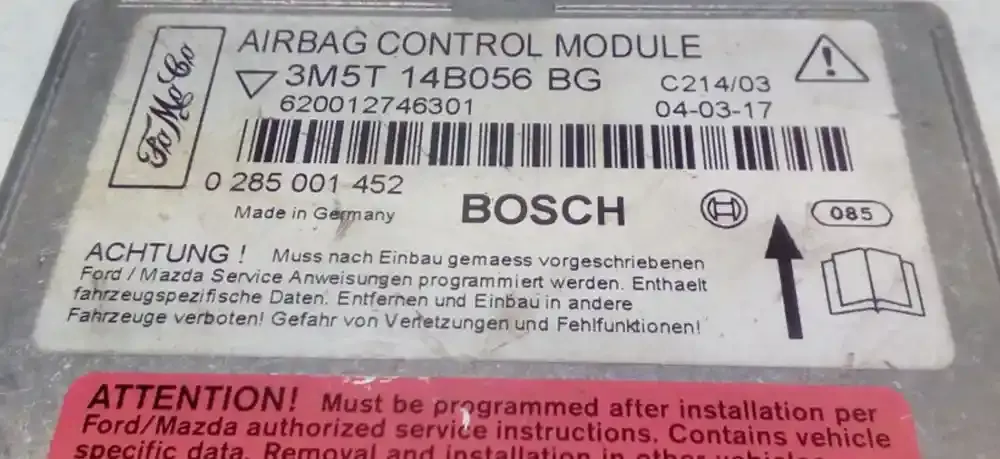 FoMoCo
AIRBAG CONTROL MODULE
3M5T 14B056 BG C214/03
620012746301 04-03-17
0 285 001 452
Made in Germany BOSCH 085
ACHTUNG ! Muss nach Einbau gemaess vorgeschriebenen
Ford / Mazda Service Anweisungen programmiert werden. Enthaelt
fahrzeugspezifische Daten. Entfernen und Einbau in andere
Fahrzeuge verboten! Gefahr von Verletzungen und Fehlfunktionen!
ATTENTION! Must be programmed after installation per
Ford/Mazda authorized service instructions. Contains vehicle
specific data. Removal and installation in other vehicles